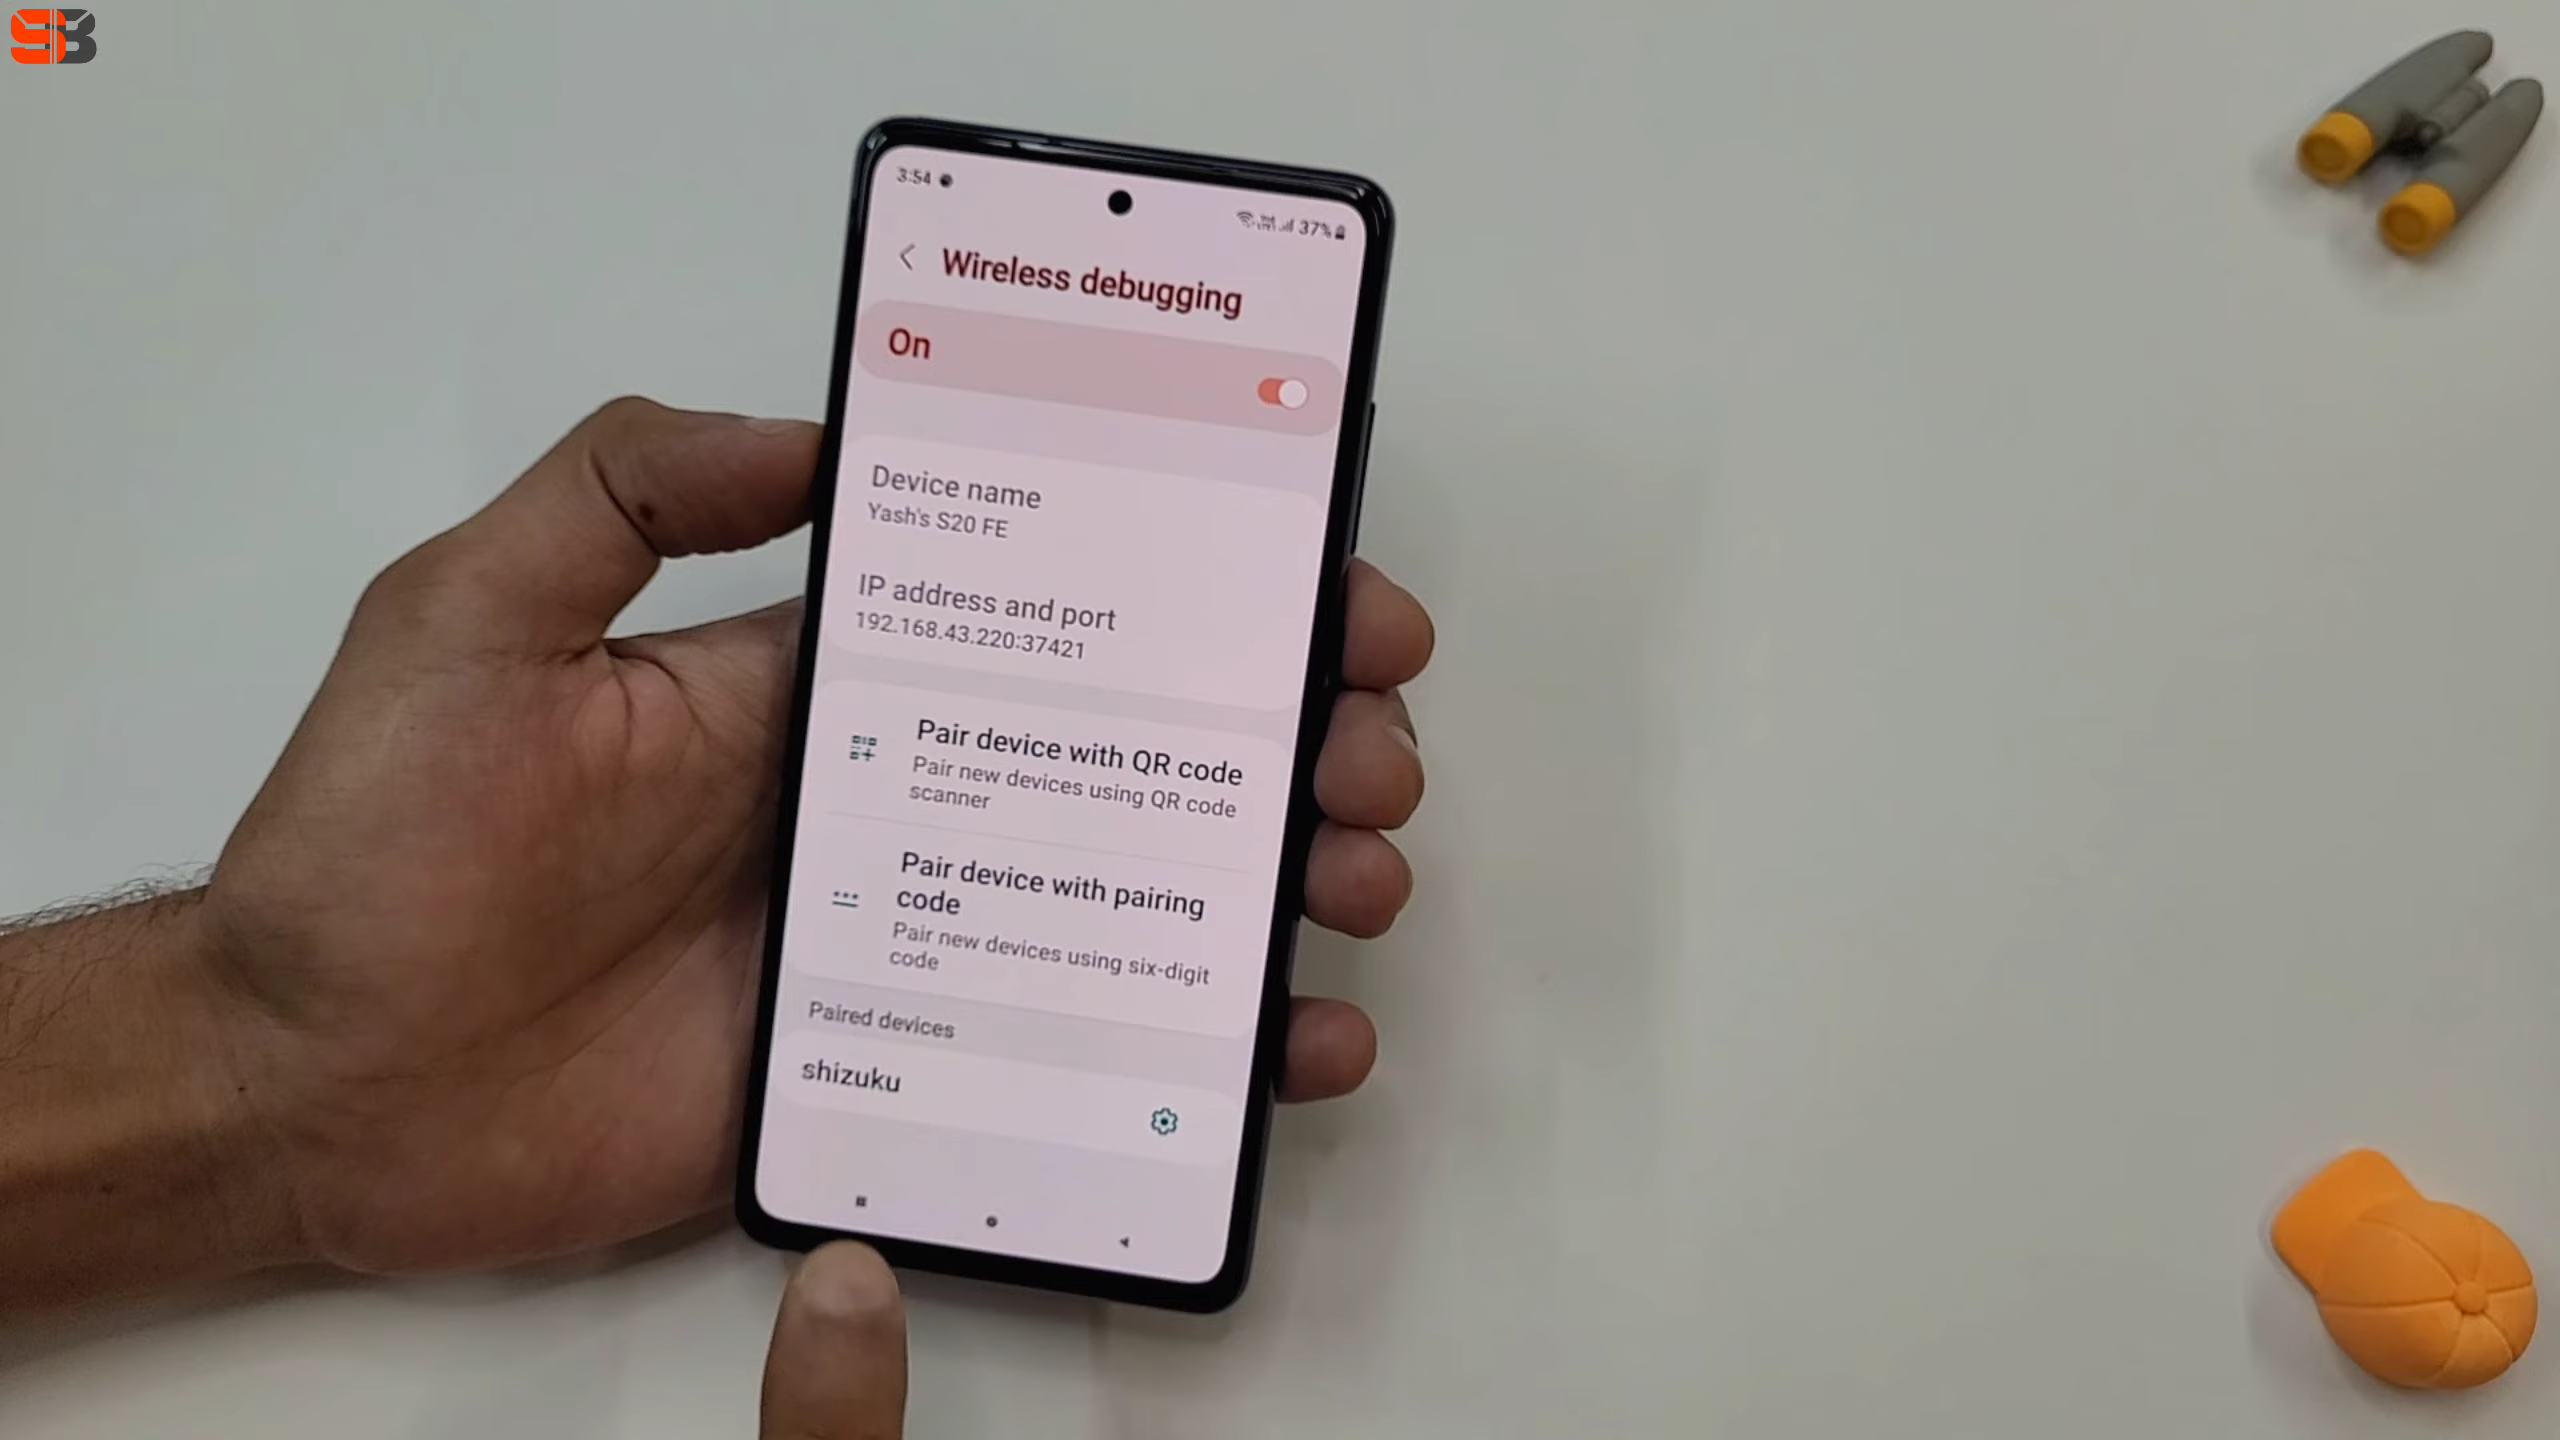 SB
3:54
37%
Wireless debugging
On
Device name
Yash's S20 FE
IP address and port
192.168.43.220:37421
Pair device with QR code
Pair new devices using QR code
scanner
Pair device with pairing
code
Pair new devices using six-digit
code
Paired devices
shizuku